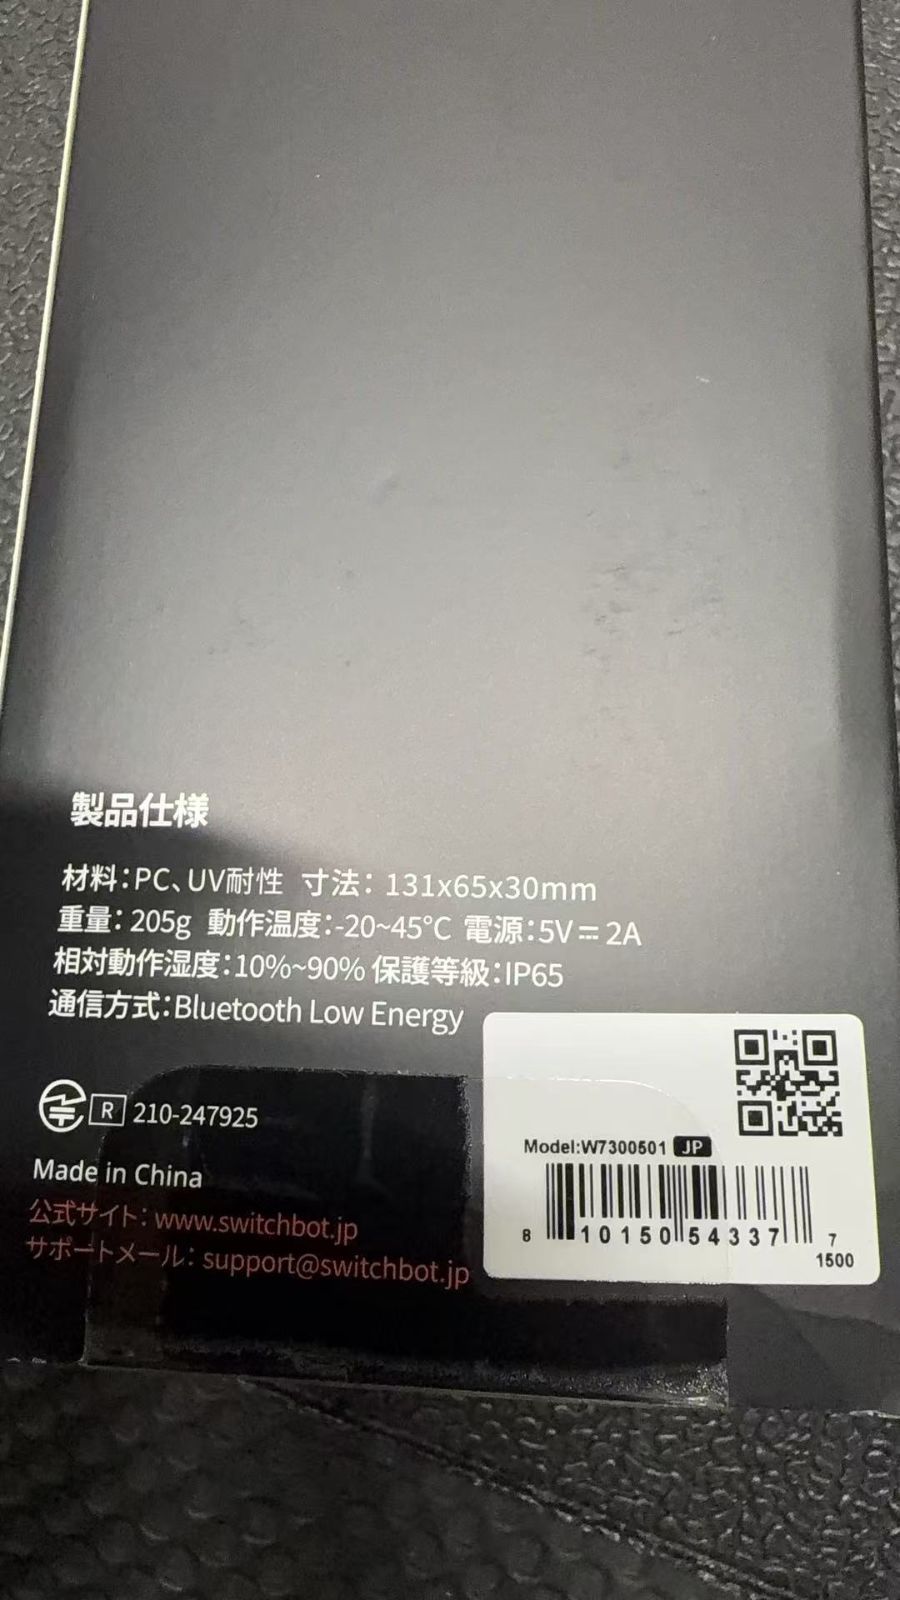 製品仕様
材料：PC、UV耐性 寸法：131x65x30mm
重量：205g 動作温度：-20~45℃ 電源：5V⎓2A
相対動作湿度：10%~90% 保護等級：IP65
通信方式：Bluetooth Low Energy
R 210-247925
Made in China
公式サイト：www.switchbot.jp
サポートメール：support@switchbot.jp
Model:W7300501 JP
8 10150 54337 7
1500